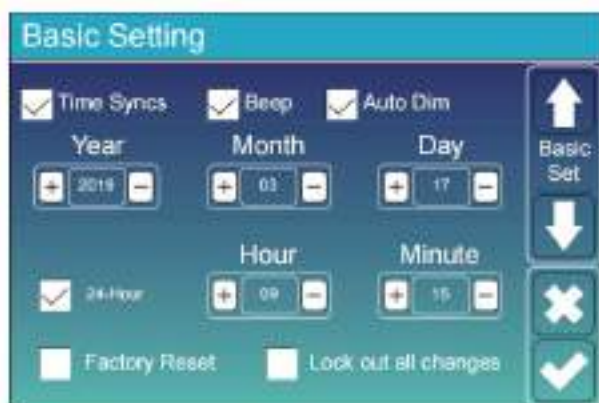 Basic Setting
Time Syncs Beep Auto Dim
Year Month Day
+ 2019 - + 03 - + 17 -
Basic
Set
Hour Minute
24-Hour + 09 - + 15 -
Factory Reset Lock out all changes